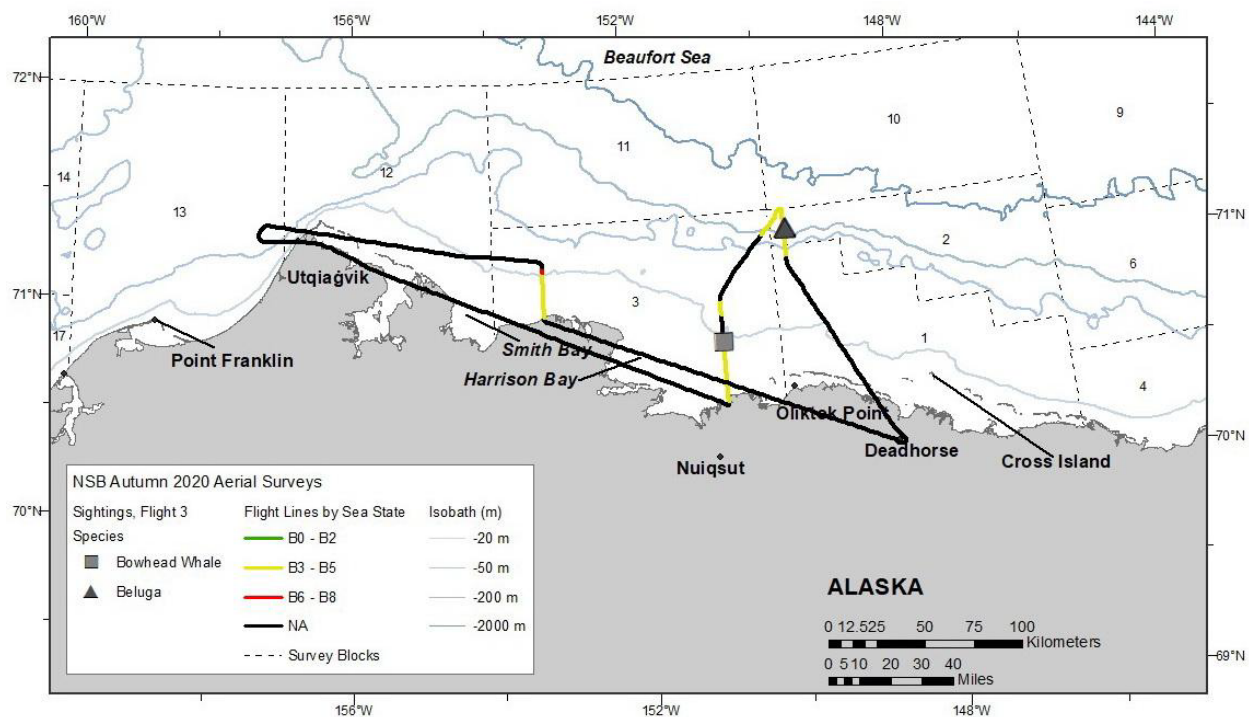 160°W 156°W 152°W 148°W 144°W
72°N
Beaufort Sea
9
10
11
12
14
13
71°N
2
6
Utqiaġvik
71°N
3
1
17
Point Franklin
Smith Bay
Harrison Bay
4
Oliktok Point
Deadhorse
70°N
Nuiqsut
Cross Island
NSB Autumn 2020 Aerial Surveys
Sightings, Flight 3
Species
Bowhead Whale
Beluga
Flight Lines by Sea State
B0 - B2
B3 - B5
B6 - B8
NA
Survey Blocks
Isobath (m)
-20 m
-50 m
-200 m
-2000 m
70°N
ALASKA
0 12.525 50 75 100
Kilometers
0 5 10 20 30 40
Miles
69°N
156°W 152°W 148°W